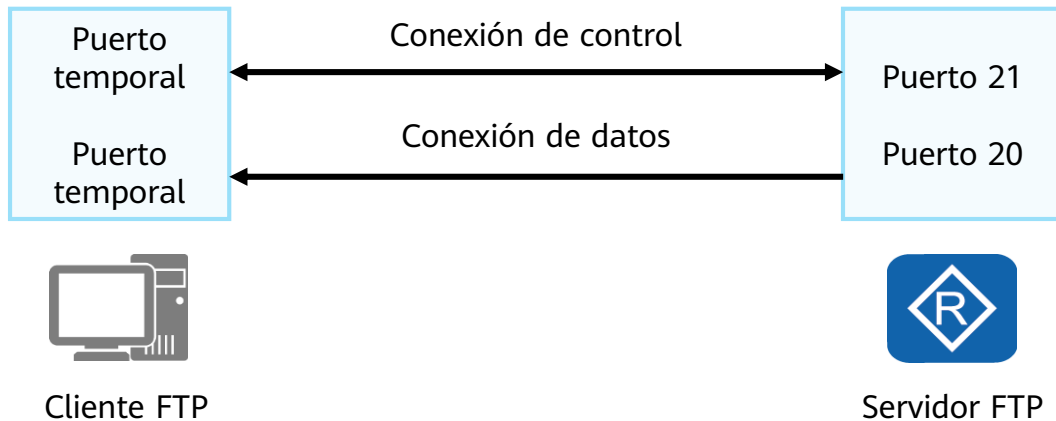 Puerto
temporal
Conexión de control
Puerto 21
Puerto
temporal
Conexión de datos
Puerto 20
R
Cliente FTP
Servidor FTP